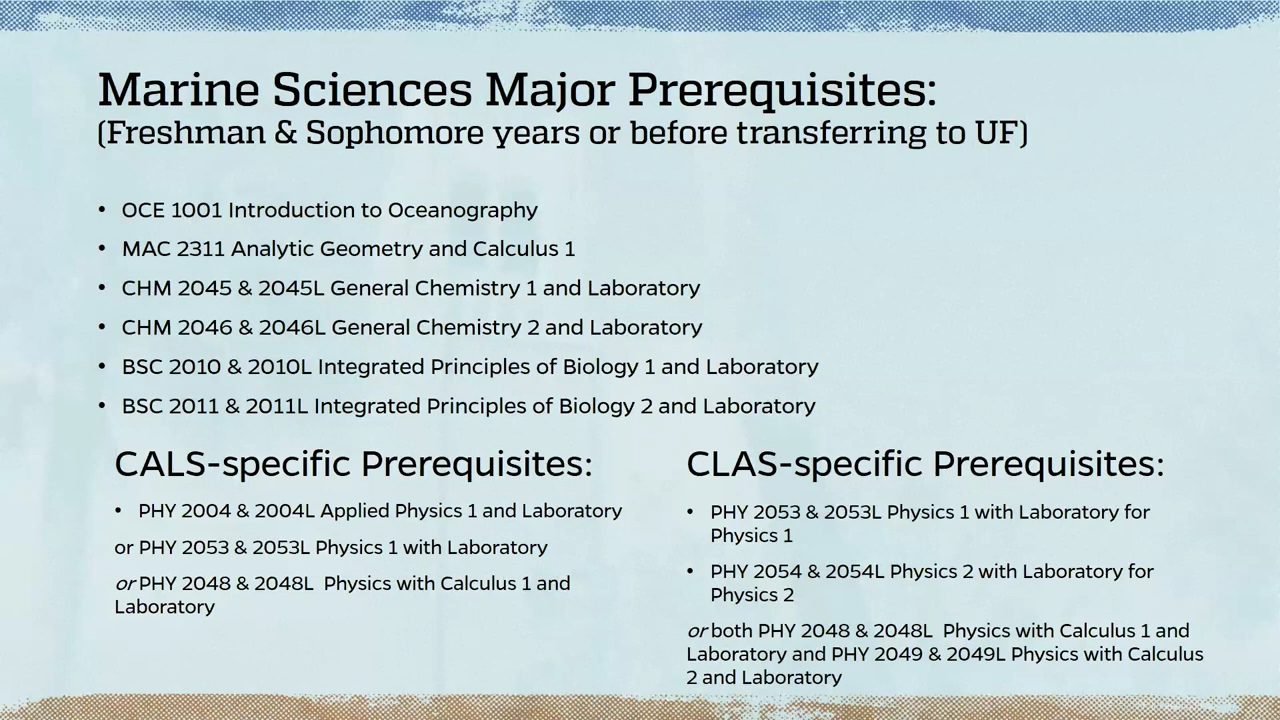 Marine Sciences Major Prerequisites:
(Freshman & Sophomore years or before transferring to UF)
• OCE 1001 Introduction to Oceanography
• MAC 2311 Analytic Geometry and Calculus 1
• CHM 2045 & 2045L General Chemistry 1 and Laboratory
• CHM 2046 & 2046L General Chemistry 2 and Laboratory
• BSC 2010 & 2010L Integrated Principles of Biology 1 and Laboratory
• BSC 2011 & 2011L Integrated Principles of Biology 2 and Laboratory
CALS-specific Prerequisites:
• PHY 2004 & 2004L Applied Physics 1 and Laboratory
or PHY 2053 & 2053L Physics 1 with Laboratory
or PHY 2048 & 2048L Physics with Calculus 1 and
Laboratory
CLAS-specific Prerequisites:
• PHY 2053 & 2053L Physics 1 with Laboratory for
Physics 1
• PHY 2054 & 2054L Physics 2 with Laboratory for
Physics 2
or both PHY 2048 & 2048L Physics with Calculus 1 and
Laboratory and PHY 2049 & 2049L Physics with Calculus
2 and Laboratory